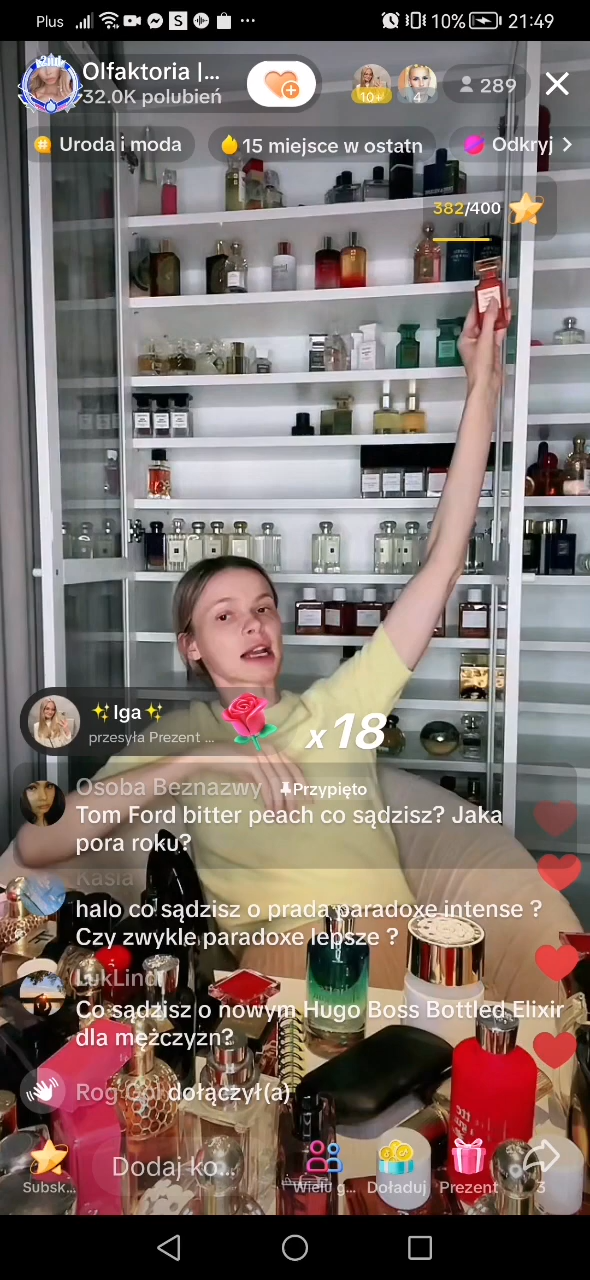 Plus 10% 21:49
Olfaktoria |...
32.0K polubień
10+
4
289
Uroda i moda
15 miejsce w ostatn
Odkryj
382/400
Iga
przesyła Prezent ...
x18
Osoba Beznazwy Przypięto
Tom Ford bitter peach co sądzisz? Jaka
pora roku?
Kasia
halo co sądzisz o prada paradoxe intense ?
Czy zwykle paradoxe lepsze ?
LukLindi
Co sądzisz o nowym Hugo Boss Bottled Elixir
dla mężczyzn?
dołączył(a)
Subsk...
Dodaj ko...
Wielu g...
Doładuj
Prezent
3